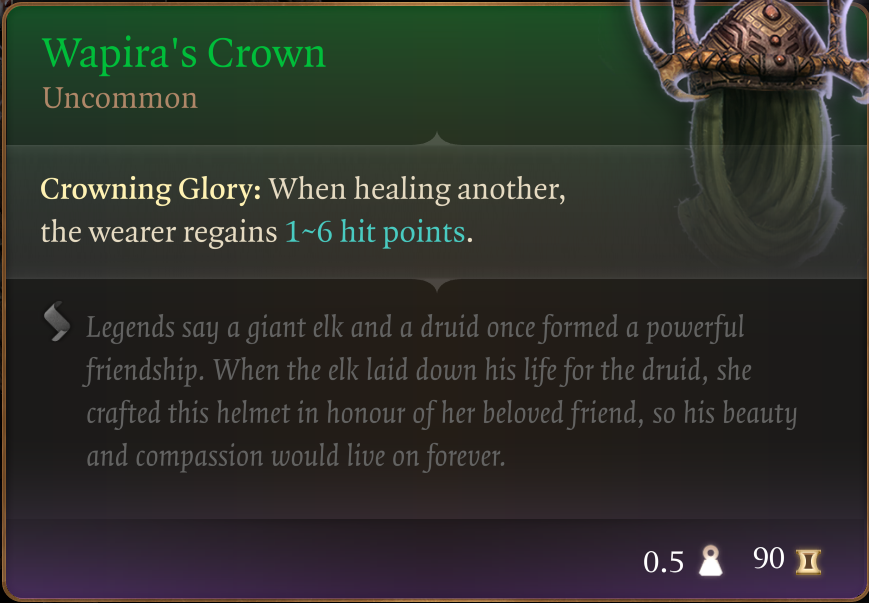 Wapira's Crown
Uncommon
Crowning Glory: When healing another,
the wearer regains 1~6 hit points.
Legends say a giant elk and a druid once formed a powerful
friendship. When the elk laid down his life for the druid, she
crafted this helmet in honour of her beloved friend, so his beauty
and compassion would live on forever.
0.5 90